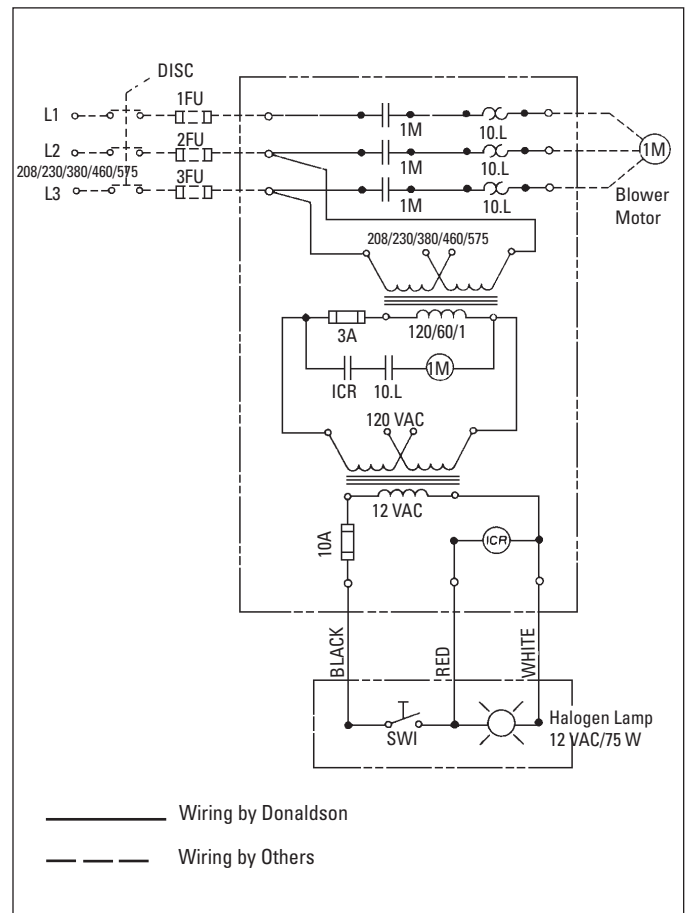 DISC
1FU
L1
1M
10.L
2FU
L2
1M
10.L
1M
208/230/380/460/575
3FU
L3
1M
10.L
Blower
Motor
208/230/380/460/575
3A
120/60/1
ICR
10.L
1M
120 VAC
12 VAC
10A
ICR
BLACK
RED
WHITE
SWI
Halogen Lamp
12 VAC/75 W
Wiring by Donaldson
Wiring by Others